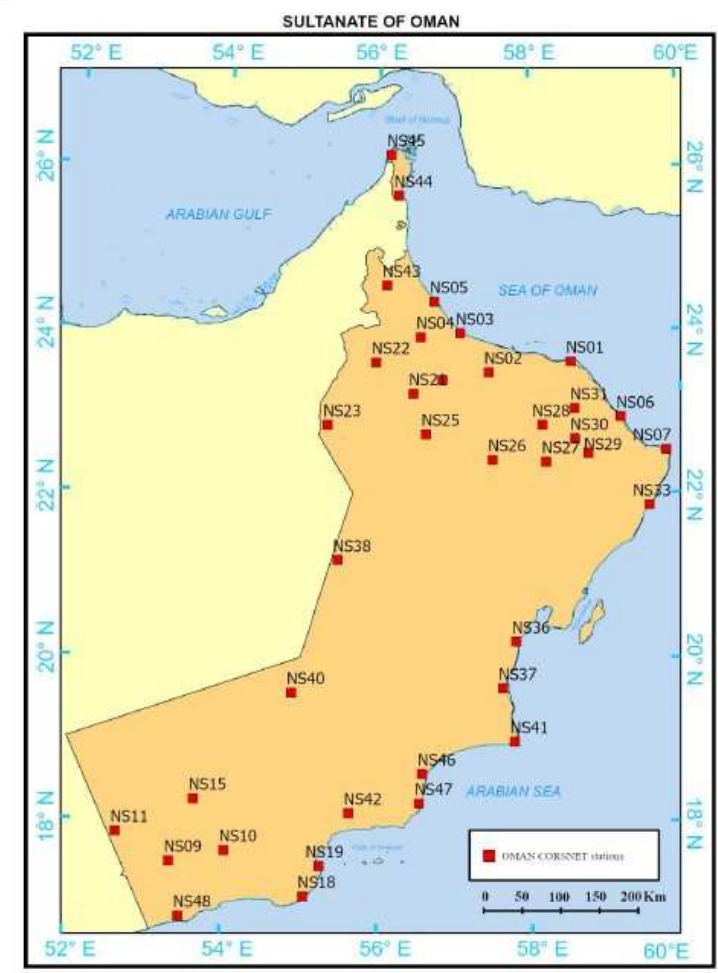 SULTANATE OF OMAN
52° E
54° E
56° E
58° E
60°E
26° N
26° N
Strait of Hormuz
NS45
NS44
ARABIAN GULF
NS43
NS05
SEA OF OMAN
24° N
24° N
NS04
NS03
NS22
NS02
NS01
NS31
NS06
NS23
NS25
NS28
NS30
NS07
NS26
NS27
NS29
22° N
22° N
NS33
NS38
NS36
20° N
20° N
NS40
NS37
NS41
NS46
NS15
NS47
ARABIAN SEA
NS42
18° N
18° N
NS11
NS10
NS09
NS19
NS18
NS48
OMAN CORSNET stations
0 50 100 150 200 Km
52° E
54° E
56° E
58° E
60° E